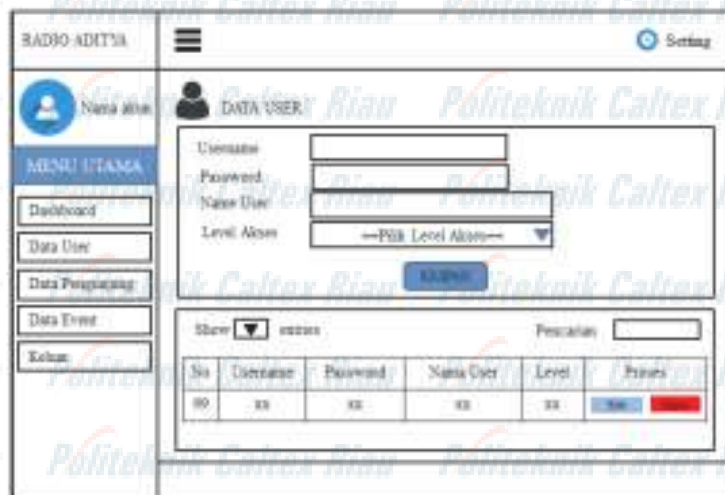 RADIO ADITYA
Setting
Nama akun
DATA USER
MENU UTAMA
Username
Password
Name User
Level Akses
==Pilih Level Akses==
Dashboard
Data User
Data Pengunjung
Data Event
Keluar
Show entries
Pencarian
No Username Password Nama User Level Proses
99 xx xx xx xx
Politeknik Caltex Riau